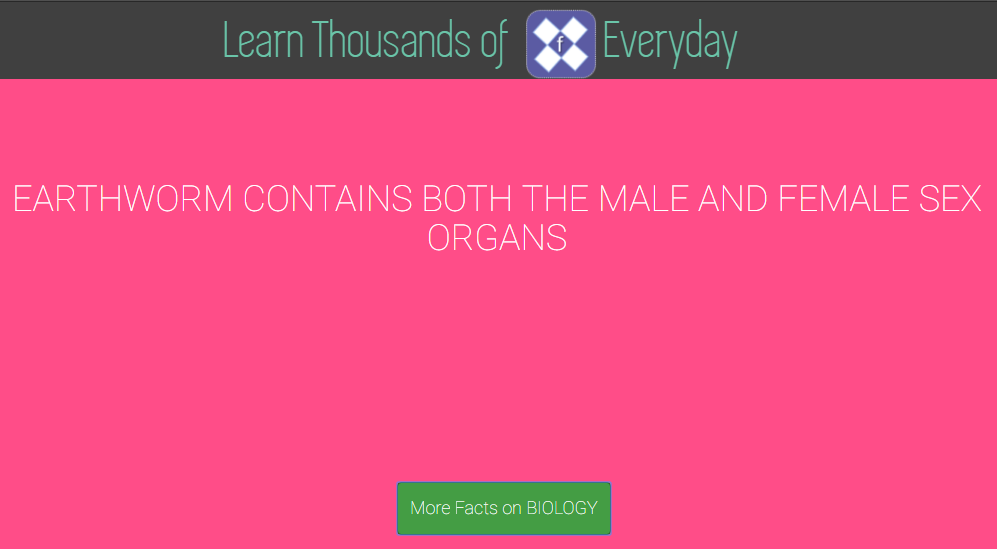 Learn Thousands of f Everyday
EARTHWORM CONTAINS BOTH THE MALE AND FEMALE SEX
ORGANS
More Facts on BIOLOGY